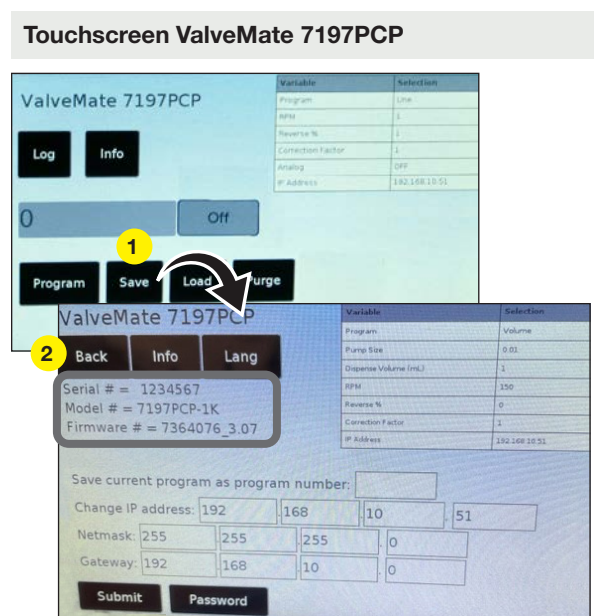 Touchscreen ValveMate 7197PCP
ValveMate 7197PCP
Variable Selection
Program Line
RPM 1
Reverse % 1
Correction Factor 1
Analog OFF
IP Address 192.168.10.51
Log Info
0 Off
1
Program Save Load Purge
ValveMate 7197PCP
Variable Selection
Program Volume
Pump Size 0.01
Dispense Volume (mL) 1
RPM 150
Reverse % 0
Correction Factor 1
IP Address 192.168.10.51
2
Back Info Lang
Serial # = 1234567
Model # = 7197PCP-1K
Firmware # = 7364076_3.07
Save current program as program number:
Change IP address: 192 . 168 . 10 . 51
Netmask: 255 . 255 . 255 . 0
Gateway: 192 . 168 . 10 . 0
Submit Password